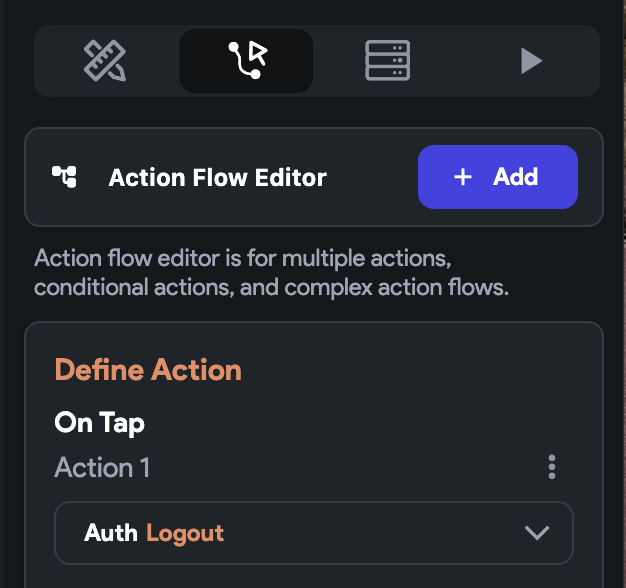 Action Flow Editor
+ Add
Action flow editor is for multiple actions,
conditional actions, and complex action flows.
Define Action
On Tap
Action 1
Auth Logout